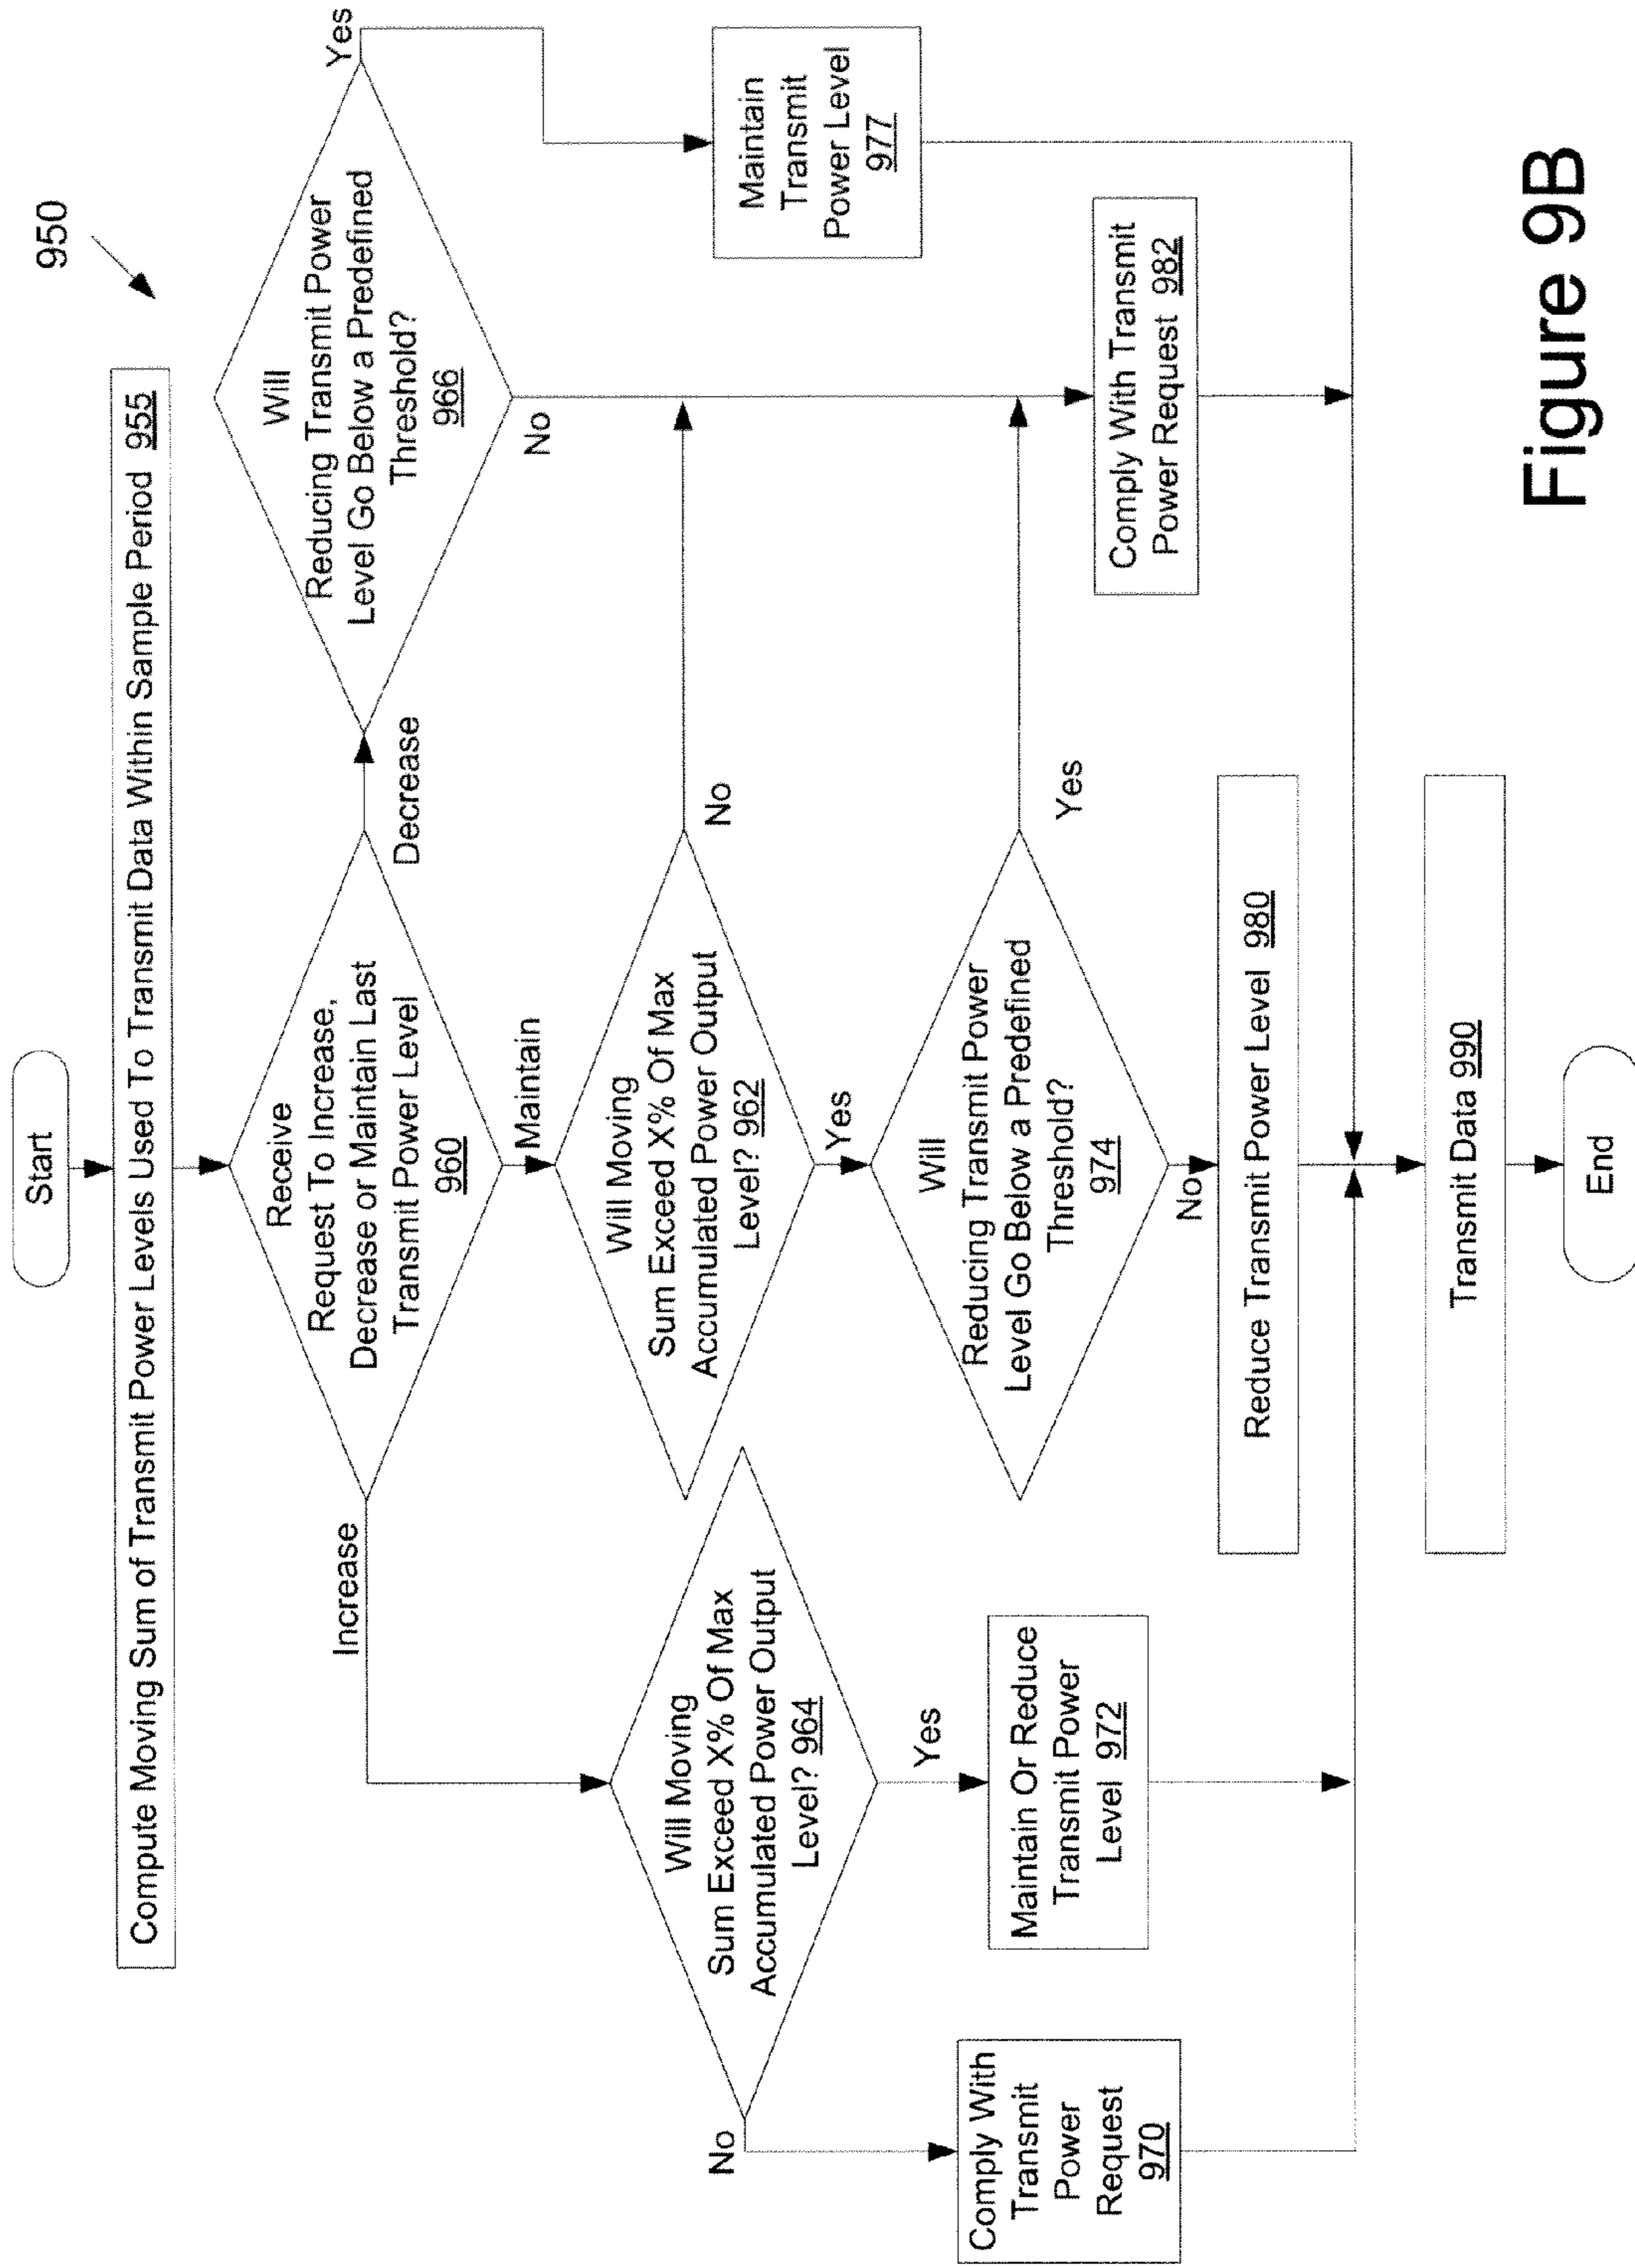 950
Start
Compute Moving Sum of Transmit Power Levels Used To Transmit Data Within Sample Period 955
Receive
Request To Increase,
Decrease or Maintain Last
Transmit Power Level
960
Increase
Maintain
Decrease
Will
Reducing Transmit Power
Level Go Below a Predefined
Threshold?
966
Yes
No
Will Moving
Sum Exceed X% Of Max
Accumulated Power Output
Level? 964
No
Yes
Will Moving
Sum Exceed X% Of Max
Accumulated Power Output
Level? 962
No
Yes
Maintain
Transmit
Power Level
977
Comply With
Transmit
Power
Request
970
Maintain Or Reduce
Transmit Power
Level 972
Will
Reducing Transmit Power
Level Go Below a Predefined
Threshold?
974
Yes
No
Comply With Transmit
Power Request 982
Reduce Transmit Power Level 980
Transmit Data 990
End
Figure 9B